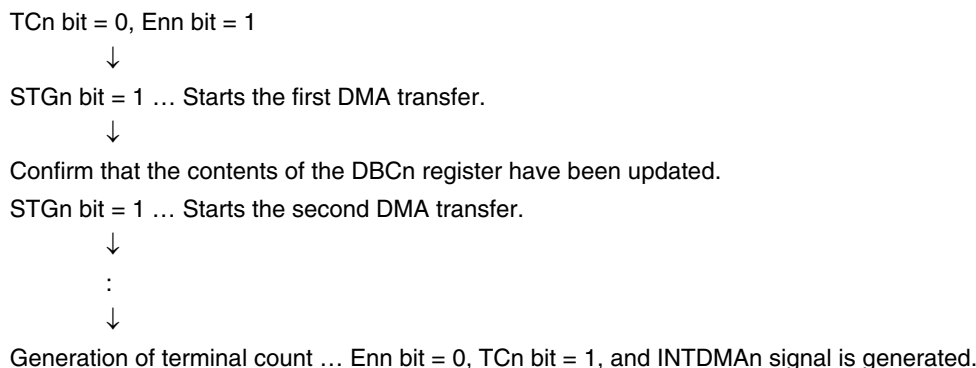 TCn bit = 0, Enn bit = 1
↓
STGn bit = 1 … Starts the first DMA transfer.
↓
Confirm that the contents of the DBCn register have been updated.
STGn bit = 1 … Starts the second DMA transfer.
↓
:
↓
Generation of terminal count … Enn bit = 0, TCn bit = 1, and INTDMAn signal is generated.